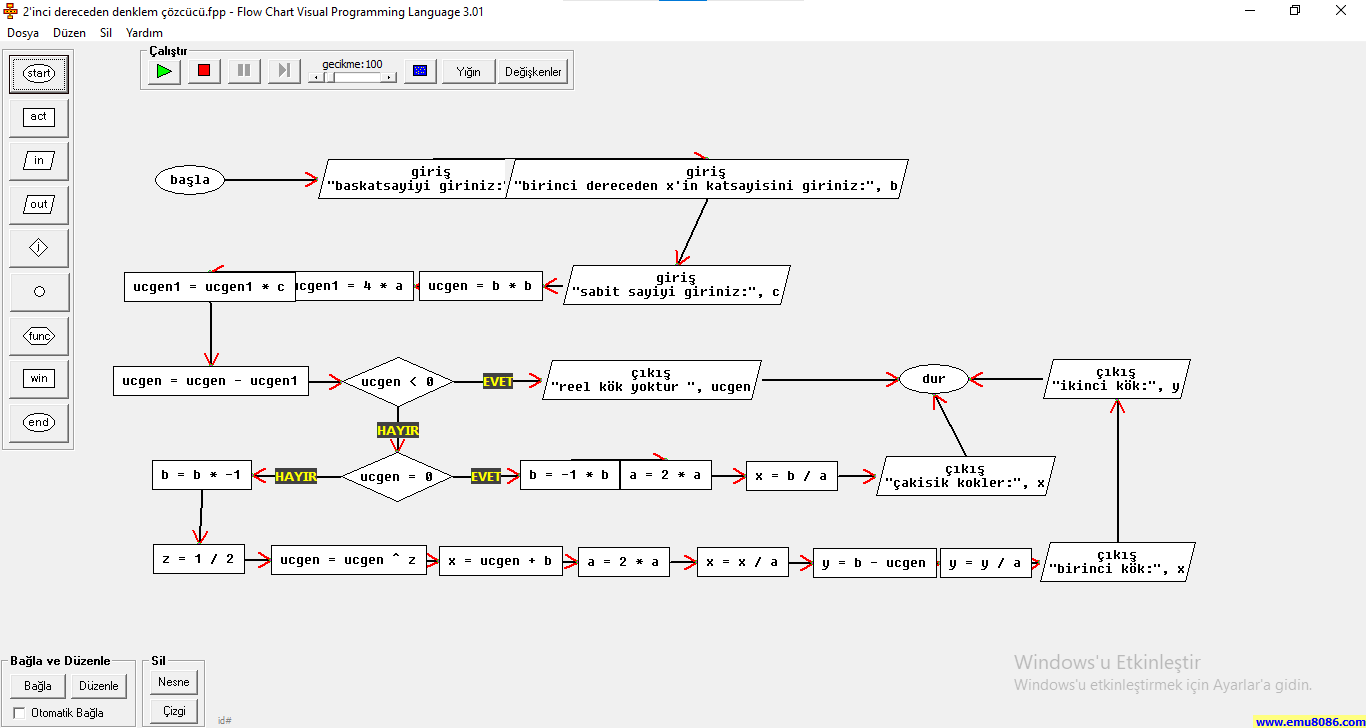 2'inci dereceden denklem çözcücü.fpp - Flow Chart Visual Programming Language 3.01
Dosya Düzen Sil Yardım
Çalıştır
gecikme:100
Yığın
Değişkenler
start
act
in
out
j
func
win
end
başla
giriş
"baskatsayiyi giriniz:"
giriş
"birinci dereceden x'in katsayisini giriniz:", b
giriş
"sabit sayiyi giriniz:", c
ucgen = b * b
ucgen1 = 4 * a
ucgen1 = ucgen1 * c
ucgen = ucgen - ucgen1
ucgen < 0
EVET
çıkış
"reel kök yoktur ", ucgen
dur
çıkış
"ikinci kök:", y
HAYIR
ucgen = 0
HAYIR
b = b * -1
EVET
b = -1 * b
a = 2 * a
x = b / a
çıkış
"çakisik kokler:", x
z = 1 / 2
ucgen = ucgen ^ z
x = ucgen + b
a = 2 * a
x = x / a
y = b - ucgen
y = y / a
çıkış
"birinci kök:", x
Bağla ve Düzenle
Bağla
Düzenle
Otomatik Bağla
Sil
Nesne
Çizgi
id#
Windows'u Etkinleştir
Windows'u etkinleştirmek için Ayarlar'a gidin.
www.emu8086.com